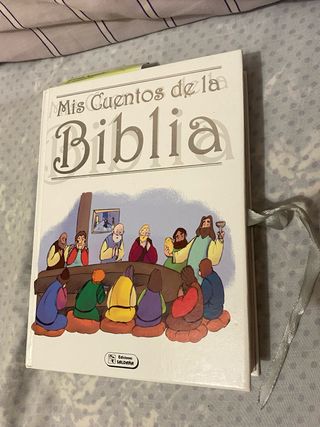 Mis Cuentos de la
Biblia
Ediciones
SALDAÑA